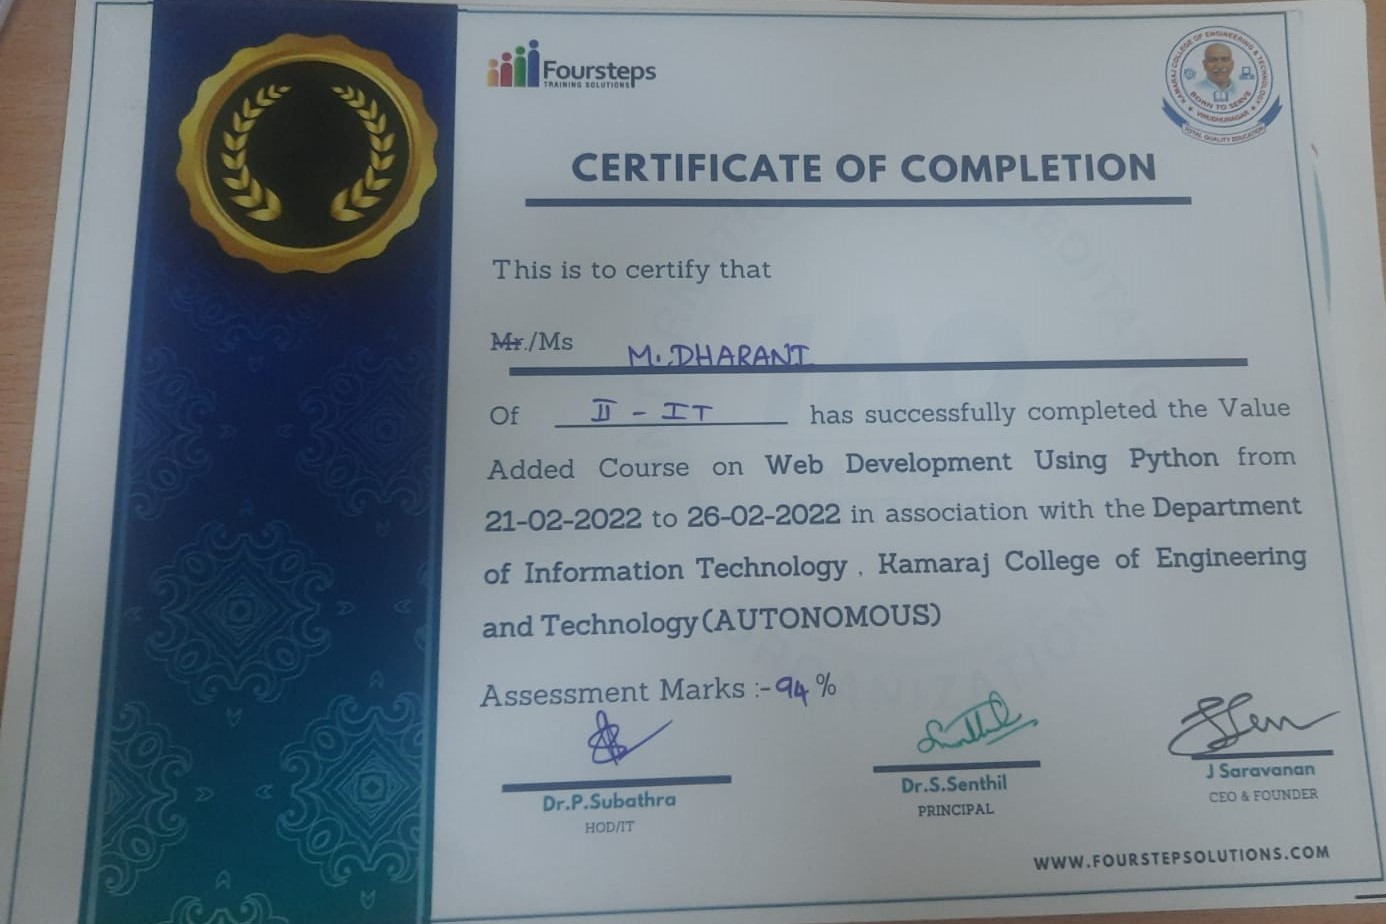 Foursteps
TRAINING SOLUTIONS
KAMARAJ COLLEGE OF ENGINEERING & TECHNOLOGY
BORN TO SERVE
VIRUDHUNAGAR
TOTAL QUALITY EDUCATION
CERTIFICATE OF COMPLETION
This is to certify that
Mr./Ms M. DHARANI
Of II - IT has successfully completed the Value
Added Course on Web Development Using Python from
21-02-2022 to 26-02-2022 in association with the Department
of Information Technology , Kamaraj College of Engineering
and Technology(AUTONOMOUS)
Assessment Marks :- 94 %
Dr.P.Subathra
HOD/IT
Dr.S.Senthil
PRINCIPAL
J Saravanan
CEO & FOUNDER
WWW.FOURSTEPSOLUTIONS.COM